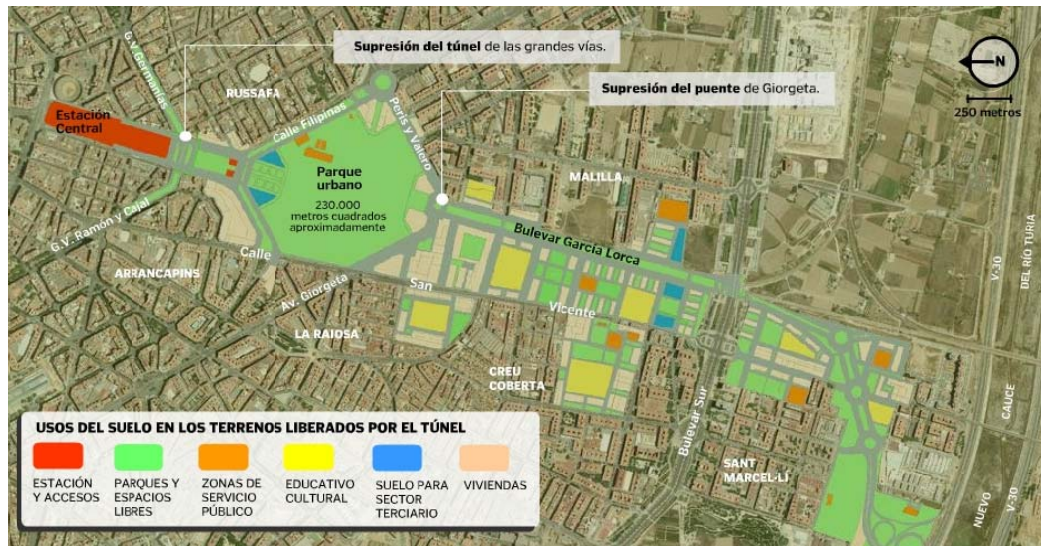 Supresión del túnel de las grandes vías.
Supresión del puente de Giorgeta.
N
250 metros
G.V. Germanías
RUSSAFA
Estación
Central
Calle Filipinas
Peris y Valero
Parque
urbano
230.000
metros cuadrados
aproximadamente
MALILLA
G.V. Ramón y Cajal
ARRANCAPINS
Calle
San
Vicente
Av. Giorgeta
Bulevar García Lorca
LA RAIOSA
CREU
COBERTA
Bulevar Sur
SANT
MARCEL·LÍ
V-30
DEL RÍO TURIA
CAUCE
NUEVO
V-30
USOS DEL SUELO EN LOS TERRENOS LIBERADOS POR EL TÚNEL
ESTACIÓN
Y ACCESOS
PARQUES Y
ESPACIOS
LIBRES
ZONAS DE
SERVICIO
PÚBLICO
EDUCATIVO
CULTURAL
SUELO PARA
SECTOR
TERCIARIO
VIVIENDAS